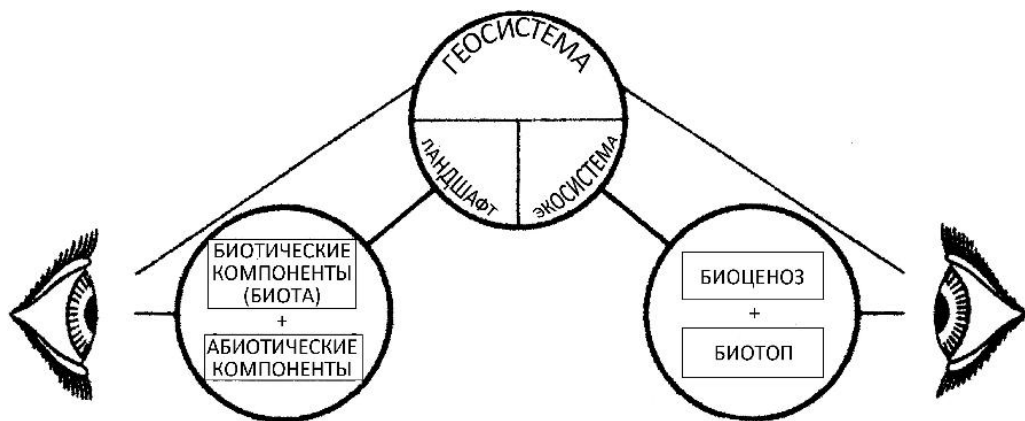 ГЕОСИСТЕМА
ЛАНДШАФТ
ЭКОСИСТЕМА
БИОТИЧЕСКИЕ
КОМПОНЕНТЫ
(БИОТА)
+
АБИОТИЧЕСКИЕ
КОМПОНЕНТЫ
БИОЦЕНОЗ
+
БИОТОП